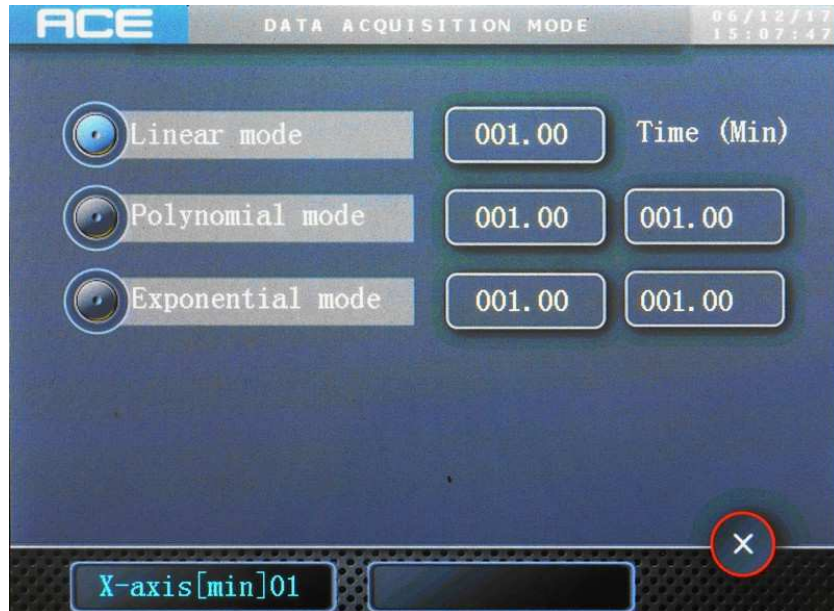 ACE DATA ACQUISITION MODE 06/12/17
15:07:47
Linear mode 001.00 Time (Min)
Polynomial mode 001.00 001.00
Exponential mode 001.00 001.00
X-axis[min]01